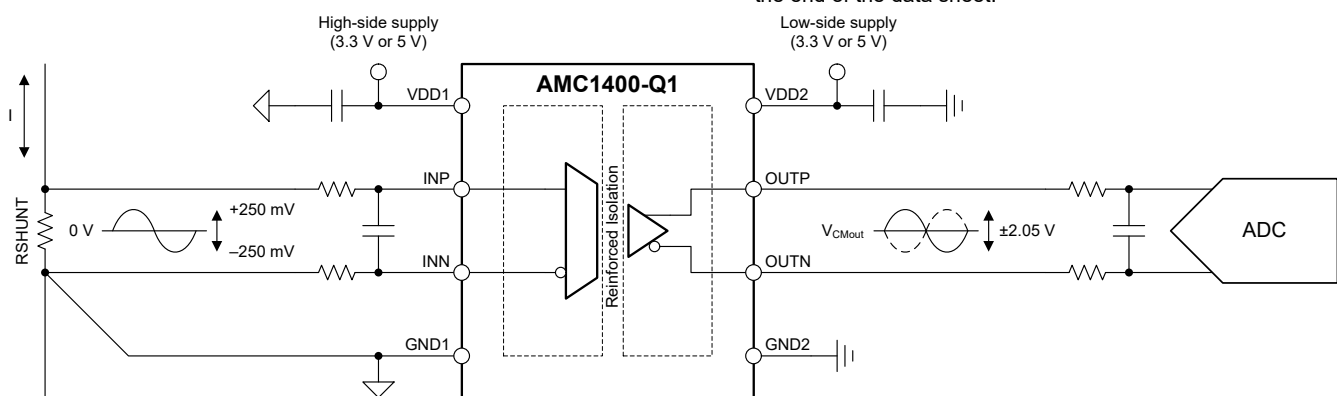 the end of the data sheet.
High-side supply
(3.3 V or 5 V)
Low-side supply
(3.3 V or 5 V)
AMC1400-Q1
VDD1
VDD2
I
INP
OUTP
RSHUNT
0 V
+250 mV
–250 mV
Reinforced Isolation
VCMout
±2.05 V
ADC
INN
OUTN
GND1
GND2